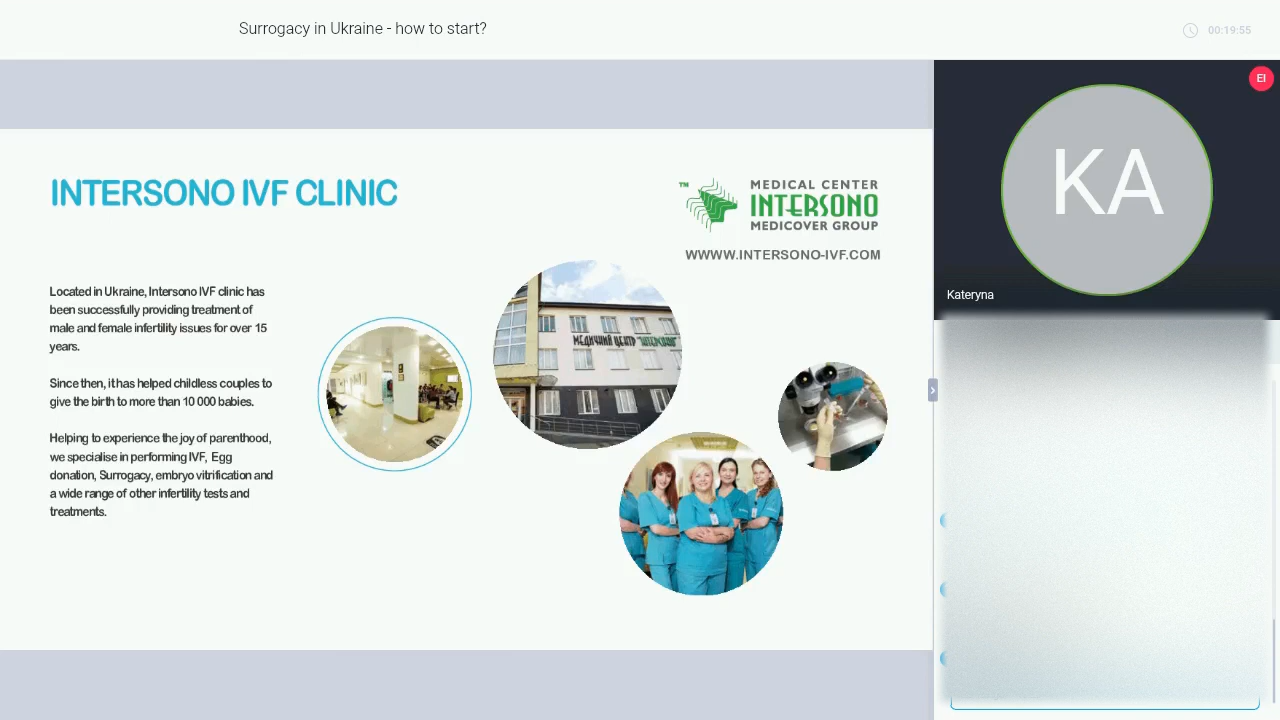 Surrogacy in Ukraine - how to start?
00:19:55
EI
KA
Kateryna
INTERSONO IVF CLINIC
TM
MEDICAL CENTER
INTERSONO
MEDICOVER GROUP
WWWW.INTERSONO-IVF.COM
Located in Ukraine, Intersono IVF clinic has
been successfully providing treatment of
male and female infertility issues for over 15
years.
Since then, it has helped childless couples to
give the birth to more than 10 000 babies.
Helping to experience the joy of parenthood,
we specialise in performing IVF, Egg
donation, Surrogacy, embryo vitrification and
a wide range of other infertility tests and
treatments.
МЕДИЧНИЙ ЦЕНТР "ІНТЕРСОНО"